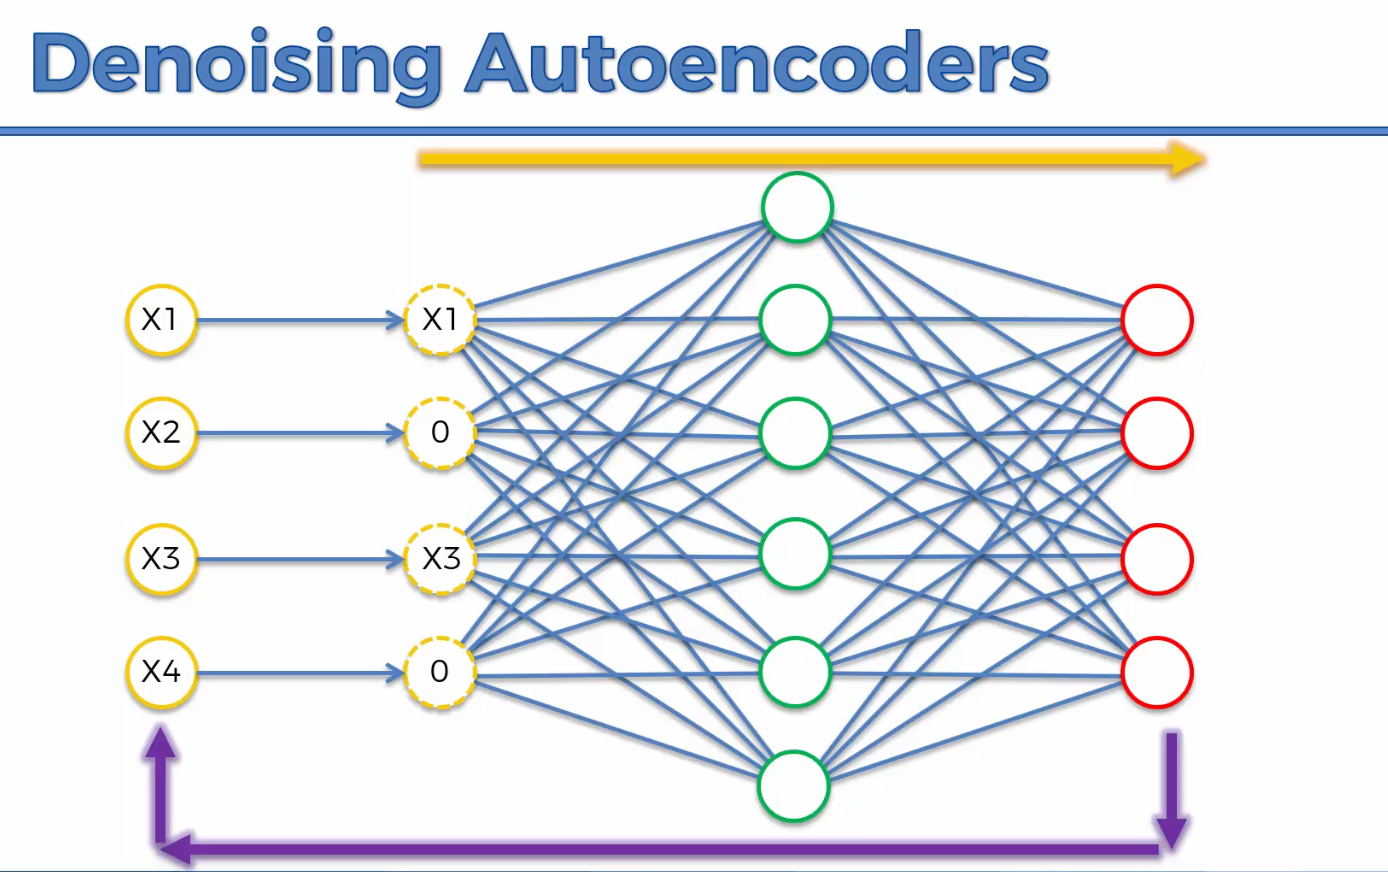 Denoising Autoencoders
X1 X1
X2 0
X3 X3
X4 0